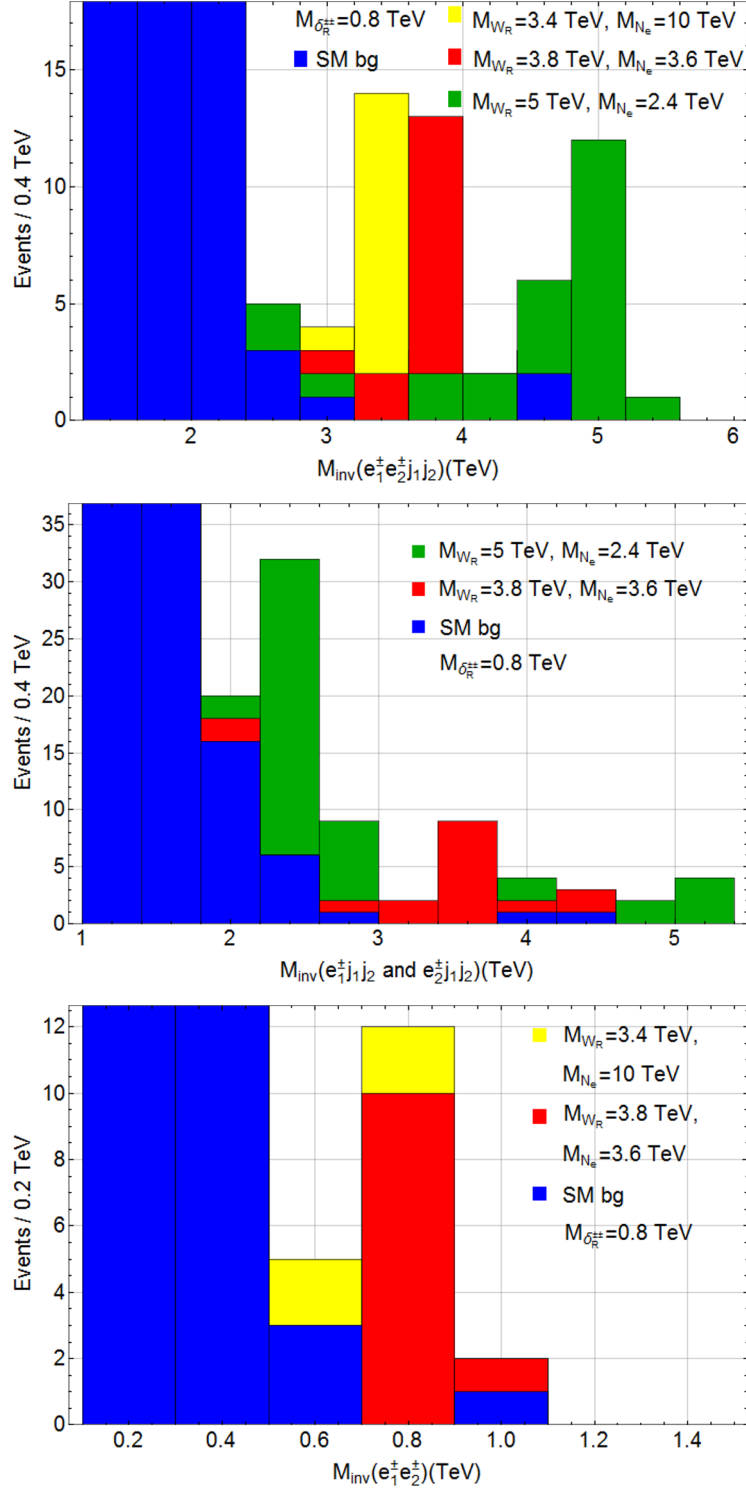 M_{δ_R^{±±}}=0.8 TeV
M_{W_R}=3.4 TeV, M_{N_e}=10
SM bg
M_{W_R}=3.8 TeV, M_{N_e}=3.6 TeV
M_{W_R}=5 TeV, M_{N_e}=2.4 TeV
15
10
5
0
Events / 0.4 TeV
2 3 4 5 6
M_{inv}(e_1^± e_2^± j_1 j_2)(TeV)
35
30
25
20
15
10
5
0
Events / 0.4 TeV
M_{W_R}=5 TeV, M_{N_e}=2.4 TeV
M_{W_R}=3.8 TeV, M_{N_e}=3.6 TeV
SM bg
M_{δ_R^{±±}}=0.8 TeV
1 2 3 4 5
M_{inv}(e_1^± j_1 j_2 and e_2^± j_1 j_2)(TeV)
12
10
8
6
4
2
0
Events / 0.2 TeV
M_{W_R}=3.4 TeV,
M_{N_e}=10 TeV
M_{W_R}=3.8 TeV,
M_{N_e}=3.6 TeV
SM bg
M_{δ_R^{±±}}=0.8 TeV
0.2 0.4 0.6 0.8 1.0 1.2 1.4
M_{inv}(e_1^± e_2^±)(TeV)